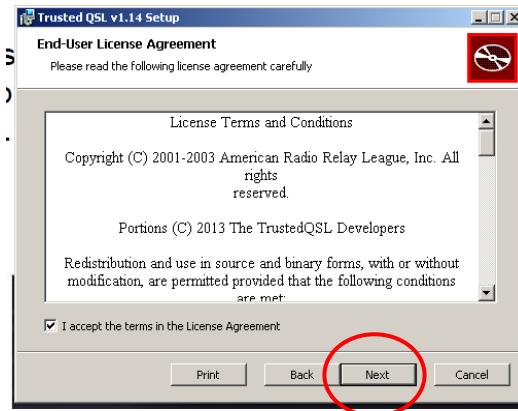 Trusted QSL v1.14 Setup
End-User License Agreement
Please read the following license agreement carefully
License Terms and Conditions
Copyright (C) 2001-2003 American Radio Relay League, Inc. All
rights
reserved.
Portions (C) 2013 The TrustedQSL Developers
Redistribution and use in source and binary forms, with or without
modification, are permitted provided that the following conditions
are met:
I accept the terms in the License Agreement
Print Back Next Cancel